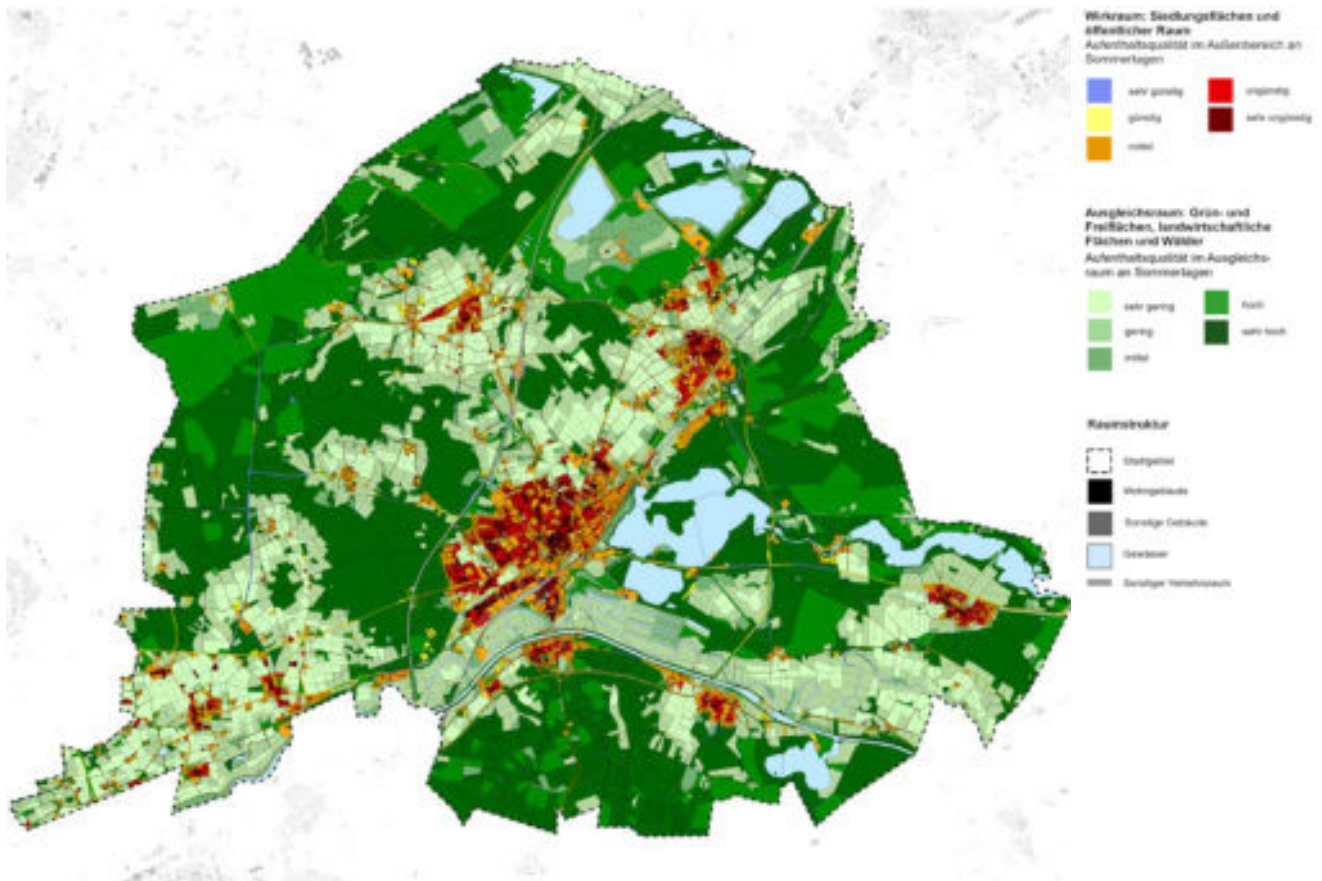 Wirkraum: Siedlungsflächen und
öffentlicher Raum
Aufenthaltsqualität im Außenbereich an
Sommertagen
sehr günstig
ungünstig
günstig
sehr ungünstig
mittel
Ausgleichsraum: Grün- und
Freiflächen, landwirtschaftliche
Flächen und Wälder
Aufenthaltsqualität im Ausgleichs-
raum an Sommertagen
sehr gering
hoch
gering
sehr hoch
mittel
Raumstruktur
Stadtgebiet
Wohngebäude
Sonstige Gebäude
Gewässer
Sonstiger Verkehrsraum